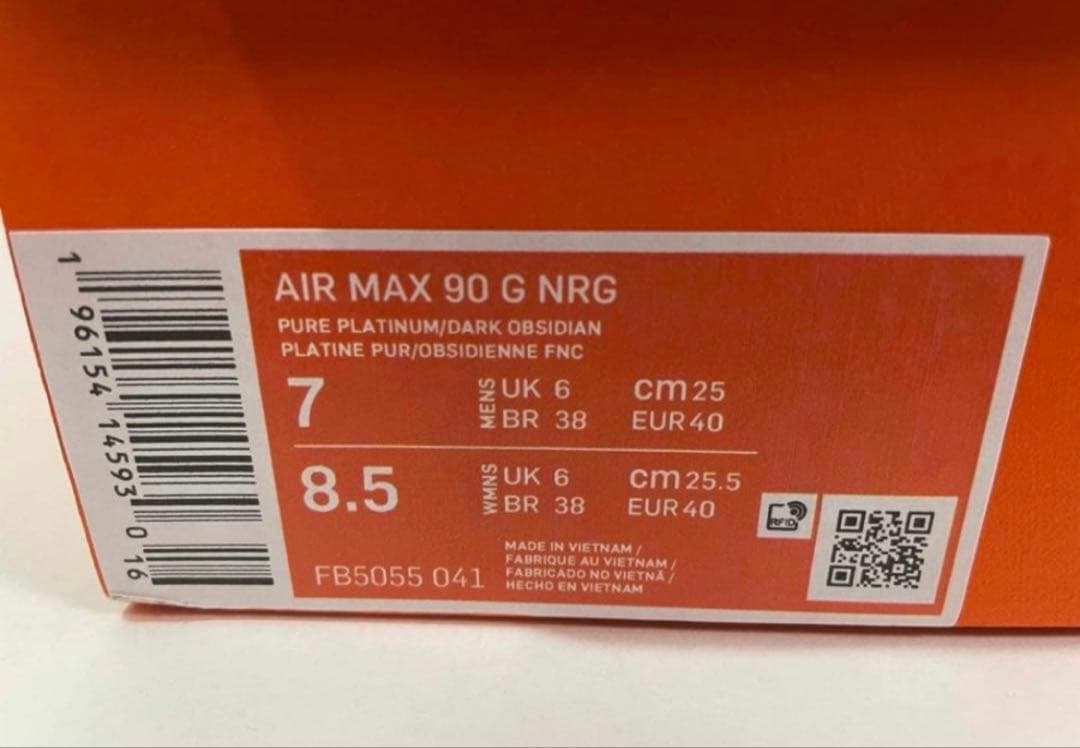 AIR MAX 90 G NRG
PURE PLATINUM/DARK OBSIDIAN
PLATINE PUR/OBSIDIENNE FNC
7 MENS UK 6 cm 25
BR 38 EUR 40
8.5 WMNS UK 6 cm 25.5
BR 38 EUR 40
RFID
FB5055 041
MADE IN VIETNAM /
FABRIQUE AU VIETNAM /
FABRICADO NO VIETNÃ /
HECHO EN VIETNAM
1 96154 14593 0 16